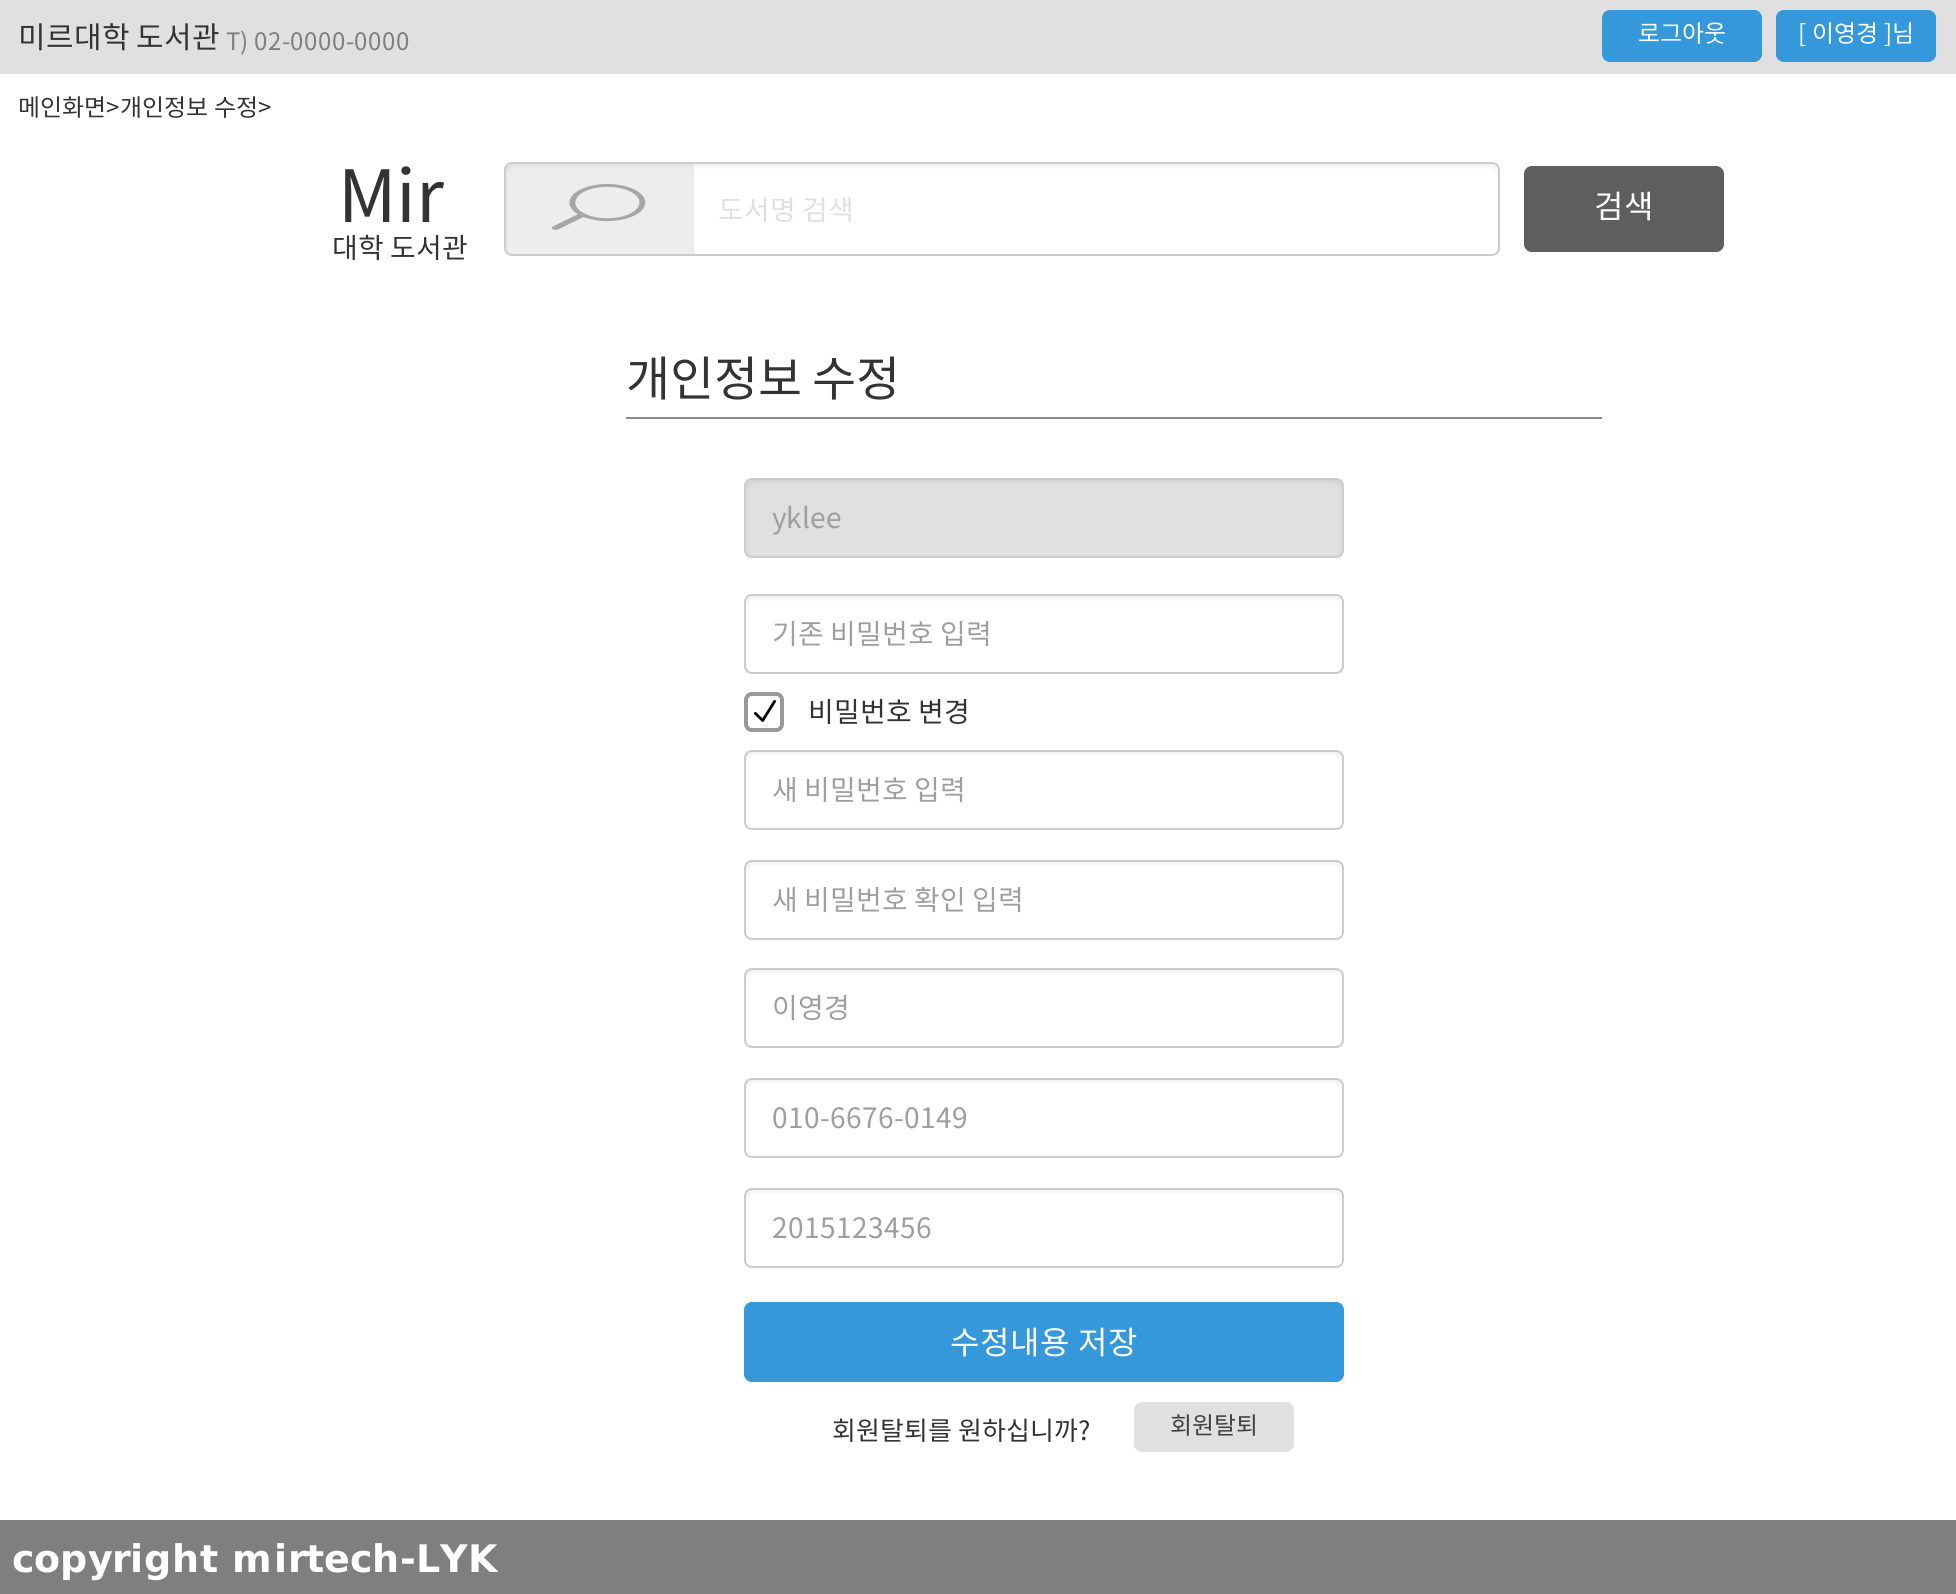 미르대학 도서관 T) 02-0000-0000
로그아웃
[ 이영경 ]님
메인화면>개인정보 수정>
Mir
대학 도서관
도서명 검색
검색
개인정보 수정
yklee
기존 비밀번호 입력
비밀번호 변경
새 비밀번호 입력
새 비밀번호 확인 입력
이영경
010-6676-0149
2015123456
수정내용 저장
회원탈퇴를 원하십니까?
회원탈퇴
copyright mirtech-LYK